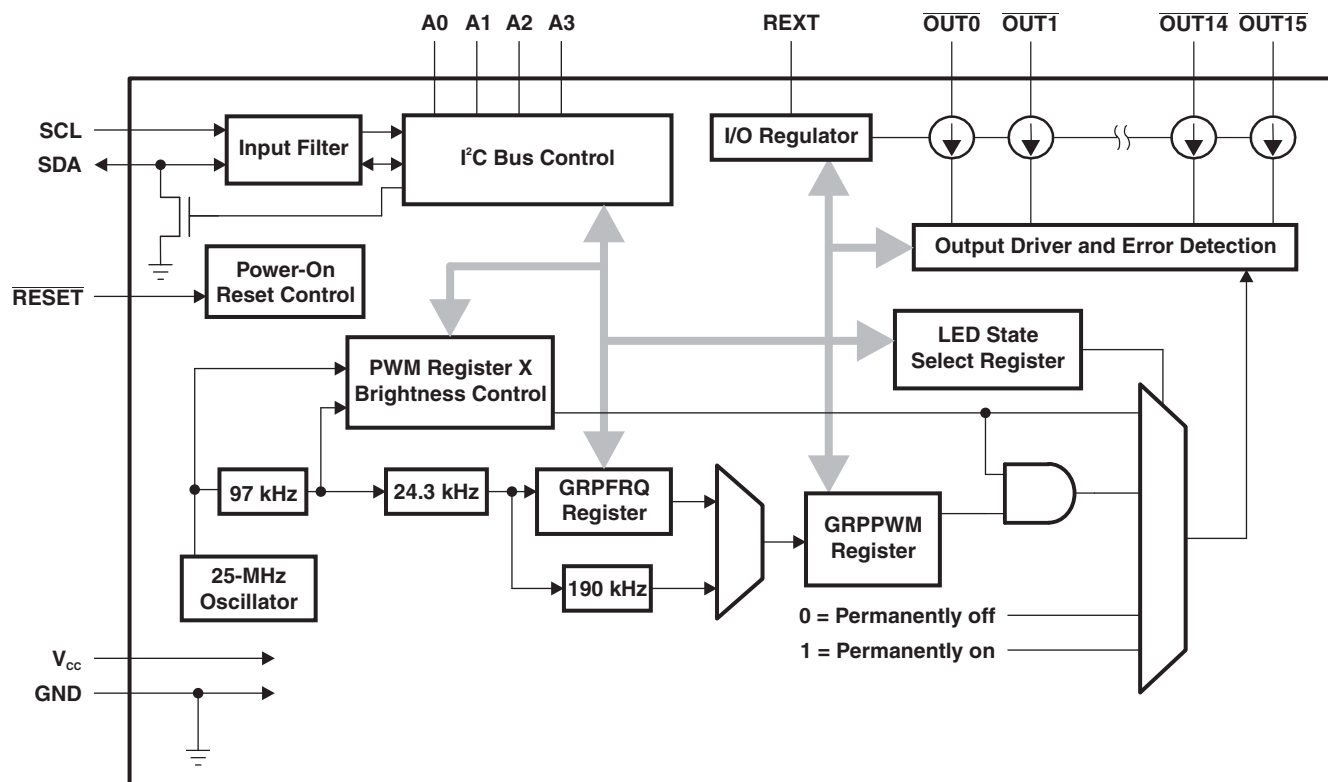 A0 A1 A2 A3 REXT OUT0 OUT1 OUT14 OUT15
SCL
SDA
Input Filter
I²C Bus Control
I/O Regulator
Output Driver and Error Detection
RESET
Power-On
Reset Control
PWM Register X
Brightness Control
LED State
Select Register
97 kHz
24.3 kHz
GRPFRQ
Register
190 kHz
GRPPWM
Register
25-MHz
Oscillator
0 = Permanently off
1 = Permanently on
Vcc
GND